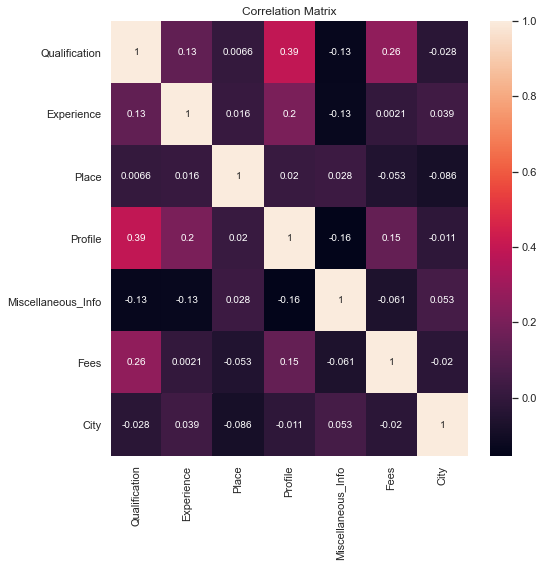 Correlation Matrix
Qualification 1 0.13 0.0066 0.39 -0.13 0.26 -0.028
Experience 0.13 1 0.016 0.2 -0.13 0.0021 0.039
Place 0.0066 0.016 1 0.02 0.028 -0.053 -0.086
Profile 0.39 0.2 0.02 1 -0.16 0.15 -0.011
Miscellaneous_Info -0.13 -0.13 0.028 -0.16 1 -0.061 0.053
Fees 0.26 0.0021 -0.053 0.15 -0.061 1 -0.02
City -0.028 0.039 -0.086 -0.011 0.053 -0.02 1
Qualification Experience Place Profile Miscellaneous_Info Fees City
1.0
0.8
0.6
0.4
0.2
0.0